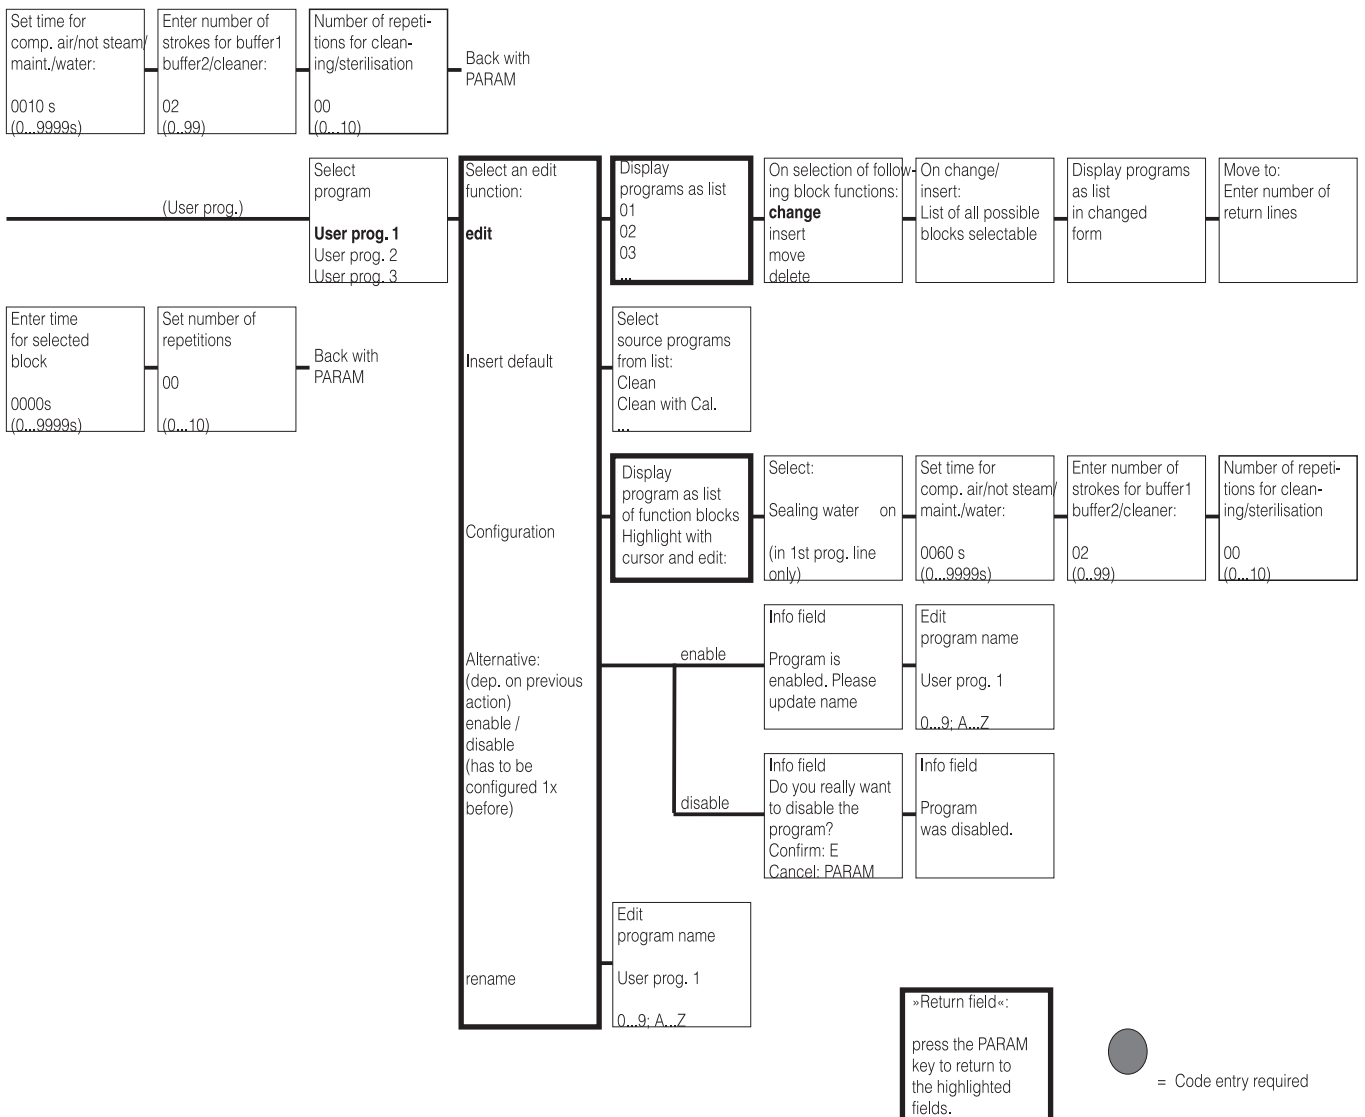 Set time for
comp. air/not steam/
maint./water:
0010 s
(0...9999s)
Enter number of
strokes for buffer1
buffer2/cleaner:
02
(0..99)
Number of repeti-
tions for clean-
ing/sterilisation
00
(0...10)
Back with
PARAM
(User prog.)
Select
program
User prog. 1
User prog. 2
User prog. 3
Select an edit
function:
edit
Insert default
Configuration
Alternative:
(dep. on previous
action)
enable /
disable
(has to be
configured 1x
before)
rename
Display
programs as list
01
02
03
...
On selection of follow-
ing block functions:
change
insert
move
delete
On change/
insert:
List of all possible
blocks selectable
Display programs
as list
in changed
form
Move to:
Enter number of
return lines
Enter time
for selected
block
0000s
(0...9999s)
Set number of
repetitions
00
(0...10)
Back with
PARAM
Select
source programs
from list:
Clean
Clean with Cal.
...
Display
program as list
of function blocks
Highlight with
cursor and edit:
Select:
Sealing water on
(in 1st prog. line
only)
Set time for
comp. air/not steam/
maint./water:
0060 s
(0...9999s)
Enter number of
strokes for buffer1
buffer2/cleaner:
02
(0..99)
Number of repeti-
tions for clean-
ing/sterilisation
00
(0...10)
enable
Info field
Program is
enabled. Please
update name
Edit
program name
User prog. 1
0...9; A...Z
disable
Info field
Do you really want
to disable the
program?
Confirm: E
Cancel: PARAM
Info field
Program
was disabled.
Edit
program name
User prog. 1
0...9; A...Z
»Return field«:
press the PARAM
key to return to
the highlighted
fields.
= Code entry required